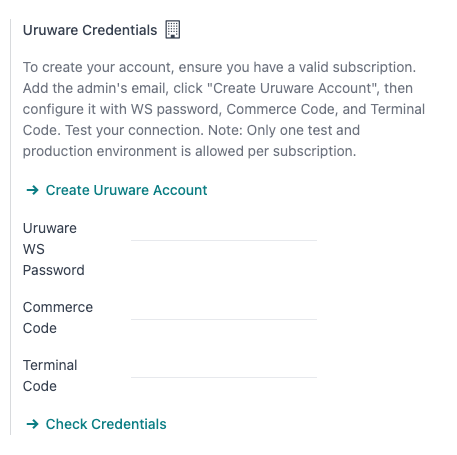 Uruware Credentials
To create your account, ensure you have a valid subscription.
Add the admin's email, click "Create Uruware Account", then
configure it with WS password, Commerce Code, and Terminal
Code. Test your connection. Note: Only one test and
production environment is allowed per subscription.
Create Uruware Account
Uruware
WS
Password
Commerce
Code
Terminal
Code
Check Credentials